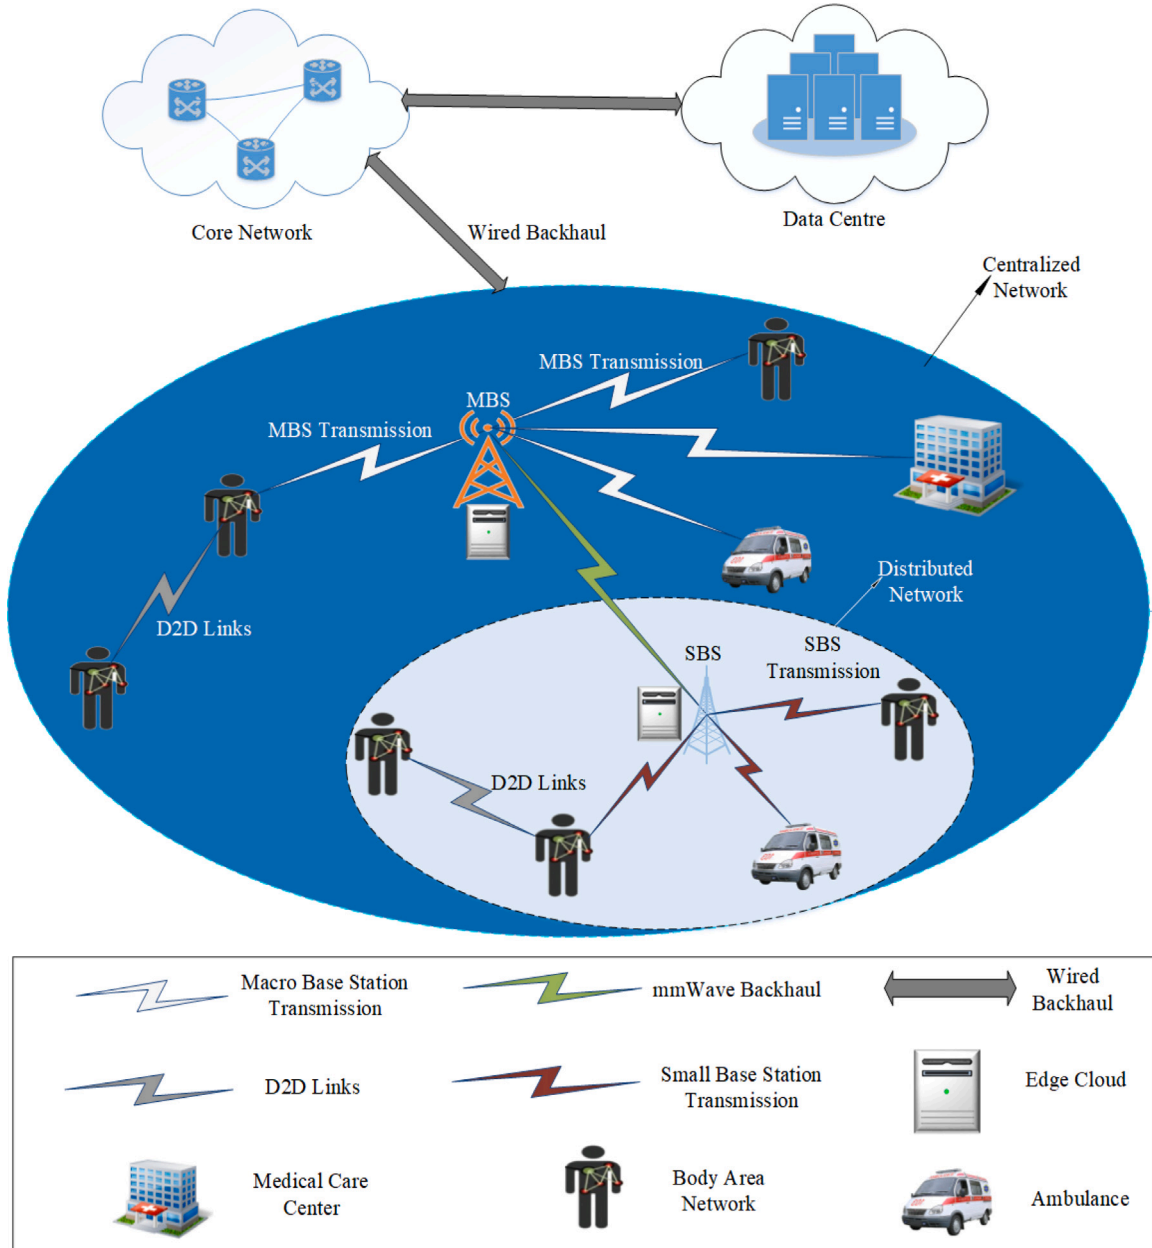 Core Network
Data Centre
Wired Backhaul
Centralized
Network
MBS Transmission
MBS
MBS Transmission
Distributed
Network
D2D Links
SBS
SBS
Transmission
D2D Links
Macro Base Station
Transmission
mmWave Backhaul
Wired
Backhaul
D2D Links
Small Base Station
Transmission
Edge Cloud
Medical Care
Center
Body Area
Network
Ambulance